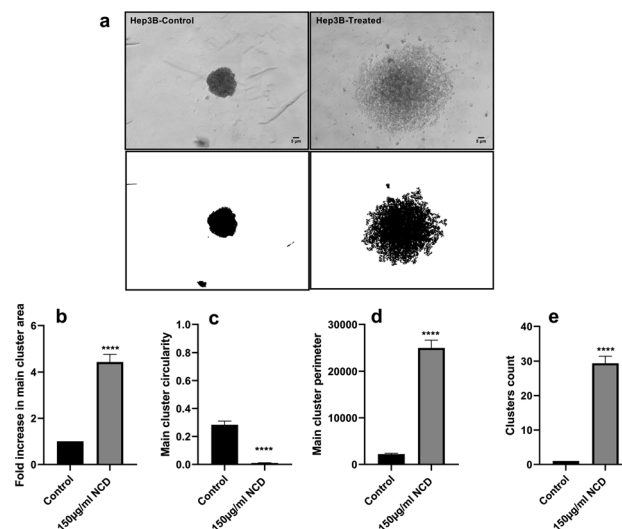 a
Hep3B-Control
Hep3B-Treated
5 µm
5 µm
b
Fold increase in main cluster area
6
4
2
0
****
Control
150µg/ml NCD
c
Main cluster circularity
1.0
0.8
0.6
0.4
0.2
0.0
****
Control
150µg/ml NCD
d
Main cluster perimeter
30000
20000
10000
0
****
Control
150µg/ml NCD
e
Clusters count
40
30
20
10
0
****
Control
150µg/ml NCD